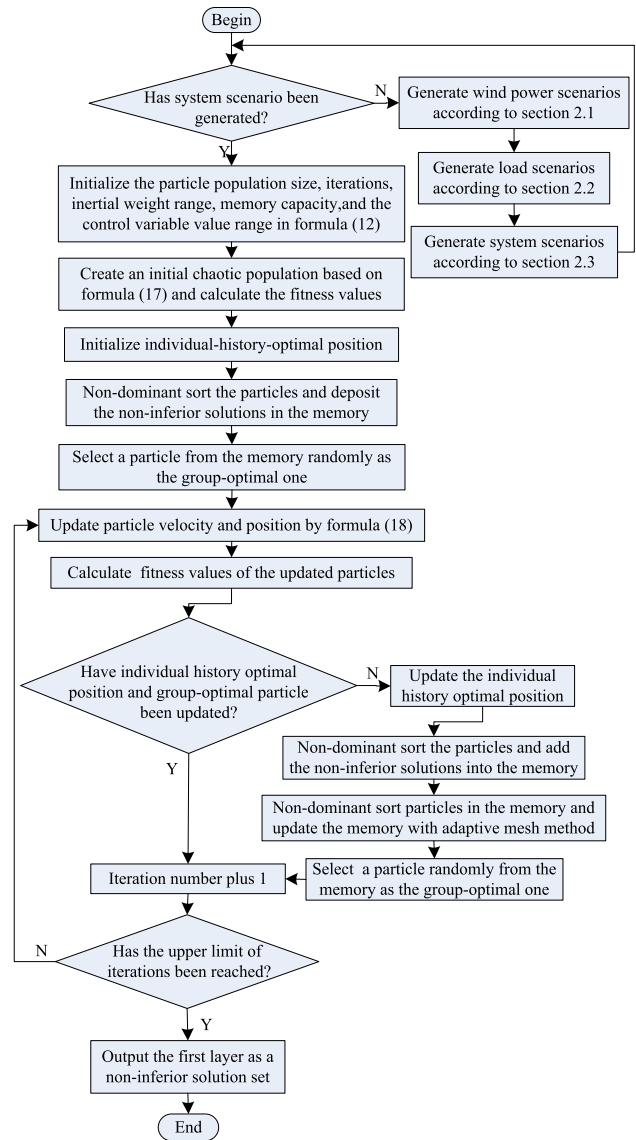 Begin
Has system scenario been
generated?
N
Generate wind power scenarios
according to section 2.1
Generate load scenarios
according to section 2.2
Generate system scenarios
according to section 2.3
Y
Initialize the particle population size, iterations,
inertial weight range, memory capacity,and the
control variable value range in formula (12)
Create an initial chaotic population based on
formula (17) and calculate the fitness values
Initialize individual-history-optimal position
Non-dominant sort the particles and deposit
the non-inferior solutions in the memory
Select a particle from the memory randomly as
the group-optimal one
Update particle velocity and position by formula (18)
Calculate  fitness values of the updated particles
Have individual history optimal
position and group-optimal particle
been updated?
N
Update the individual
history optimal position
Non-dominant sort the particles and add
the non-inferior solutions into the memory
Non-dominant sort particles in the memory and
update the memory with adaptive mesh method
Select  a particle randomly from the
memory as the group-optimal one
Y
Iteration number plus 1
Has the upper limit of
iterations been reached?
N
Y
Output the first layer as a
non-inferior solution set
End